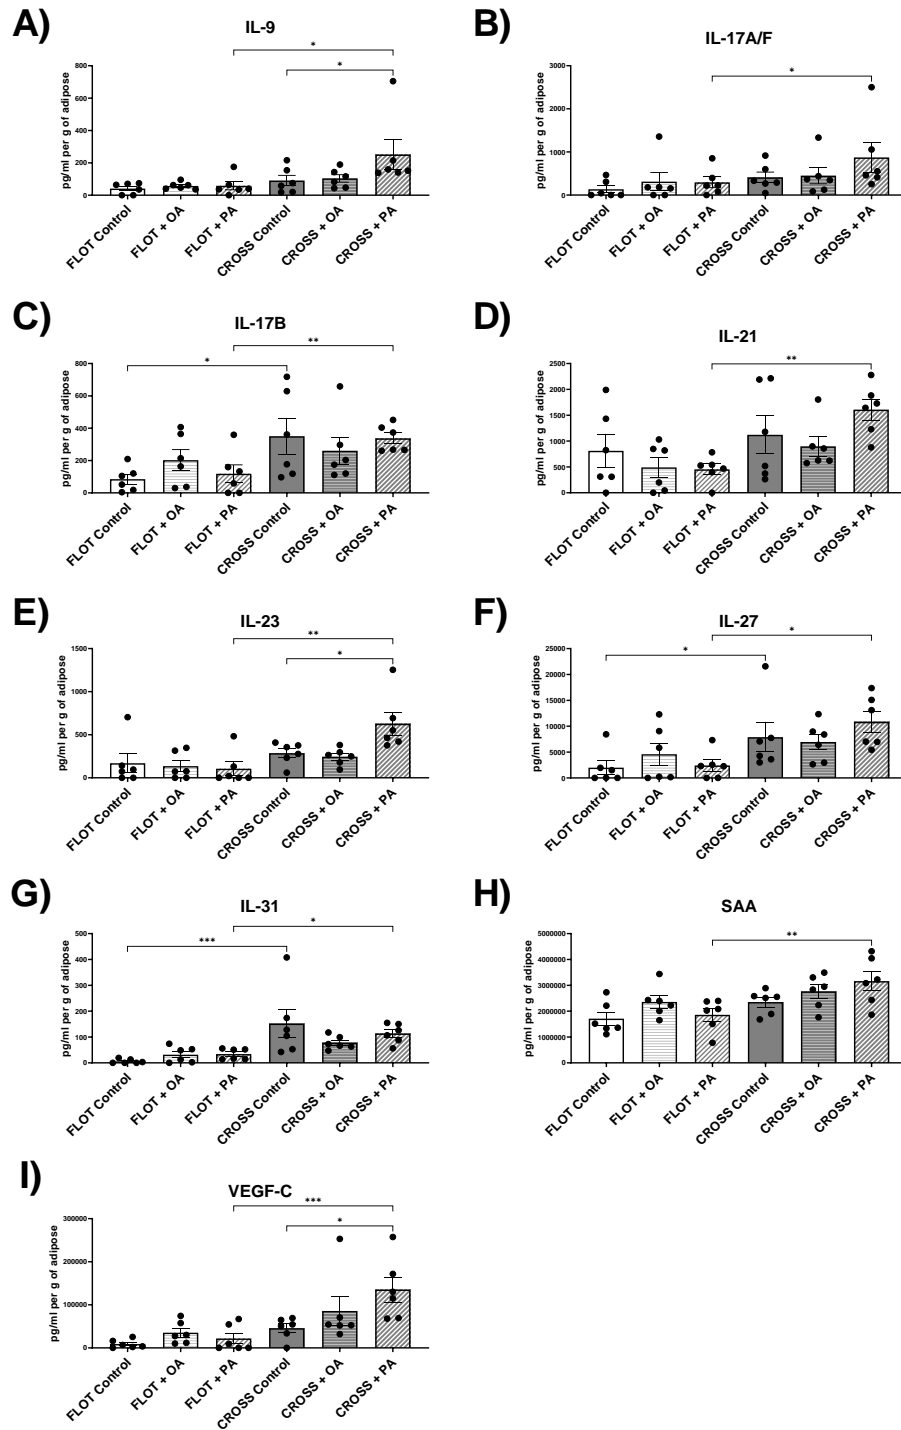 A)
IL-9
*
*
pg/ml per g of adipose
800
600
400
200
0
FLOT Control
FLOT + OA
FLOT + PA
CROSS Control
CROSS + OA
CROSS + PA
B)
IL-17A/F
*
pg/ml per g of adipose
3000
2000
1000
0
FLOT Control
FLOT + OA
FLOT + PA
CROSS Control
CROSS + OA
CROSS + PA
C)
IL-17B
**
*
pg/ml per g of adipose
800
600
400
200
0
FLOT Control
FLOT + OA
FLOT + PA
CROSS Control
CROSS + OA
CROSS + PA
D)
IL-21
**
pg/ml per g of adipose
2500
2000
1500
1000
500
0
FLOT Control
FLOT + OA
FLOT + PA
CROSS Control
CROSS + OA
CROSS + PA
E)
IL-23
**
*
pg/ml per g of adipose
1500
1000
500
0
FLOT Control
FLOT + OA
FLOT + PA
CROSS Control
CROSS + OA
CROSS + PA
F)
IL-27
*
*
pg/ml per g of adipose
25000
20000
15000
10000
5000
0
FLOT Control
FLOT + OA
FLOT + PA
CROSS Control
CROSS + OA
CROSS + PA
G)
IL-31
*
***
pg/ml per g of adipose
500
400
300
200
100
0
FLOT Control
FLOT + OA
FLOT + PA
CROSS Control
CROSS + OA
CROSS + PA
H)
SAA
**
pg/ml per g of adipose
5000000
4000000
3000000
2000000
1000000
0
FLOT Control
FLOT + OA
FLOT + PA
CROSS Control
CROSS + OA
CROSS + PA
I)
VEGF-C
***
*
pg/ml per g of adipose
300000
200000
100000
0
FLOT Control
FLOT + OA
FLOT + PA
CROSS Control
CROSS + OA
CROSS + PA